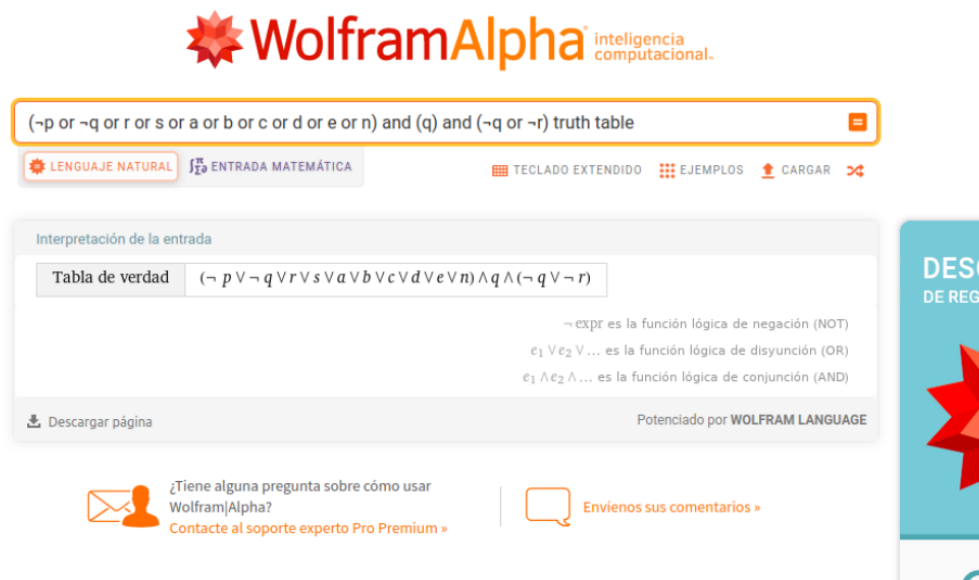 WolframAlpha inteligencia computacional.
(¬p or ¬q or r or s or a or b or c or d or e or n) and (q) and (¬q or ¬r) truth table
LENGUAJE NATURAL ENTRADA MATEMÁTICA TECLADO EXTENDIDO EJEMPLOS CARGAR
Interpretación de la entrada
Tabla de verdad (¬ p ∨ ¬ q ∨ r ∨ s ∨ a ∨ b ∨ c ∨ d ∨ e ∨ n) ∧ q ∧ (¬ q ∨ ¬ r)
¬ expr es la función lógica de negación (NOT)
e₁ ∨ e₂ ∨ … es la función lógica de disyunción (OR)
e₁ ∧ e₂ ∧ … es la función lógica de conjunción (AND)
Descargar página
Potenciado por WOLFRAM LANGUAGE
¿Tiene alguna pregunta sobre cómo usar
Wolfram|Alpha?
Contacte al soporte experto Pro Premium »
Envíenos sus comentarios »